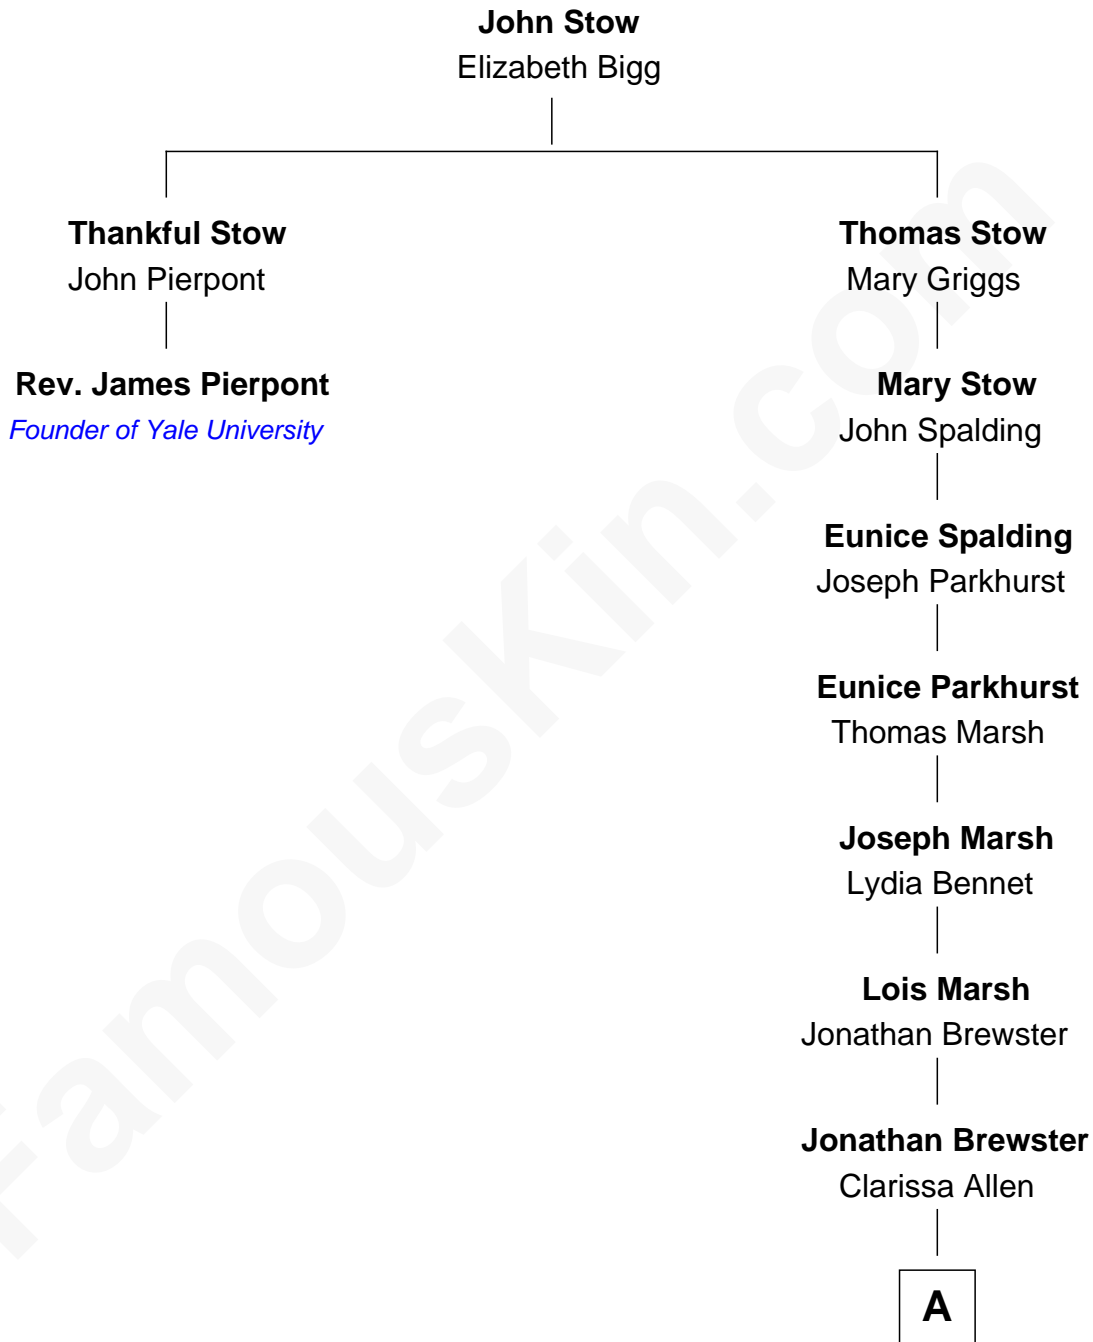 John Stow
Elizabeth Bigg
Thankful Stow
John Pierpont
Thomas Stow
Mary Griggs
Rev. James Pierpont
Founder of Yale University
Mary Stow
John Spalding
Eunice Spalding
Joseph Parkhurst
Eunice Parkhurst
Thomas Marsh
Joseph Marsh
Lydia Bennet
Lois Marsh
Jonathan Brewster
Jonathan Brewster
Clarissa Allen
A
FamousKin.com